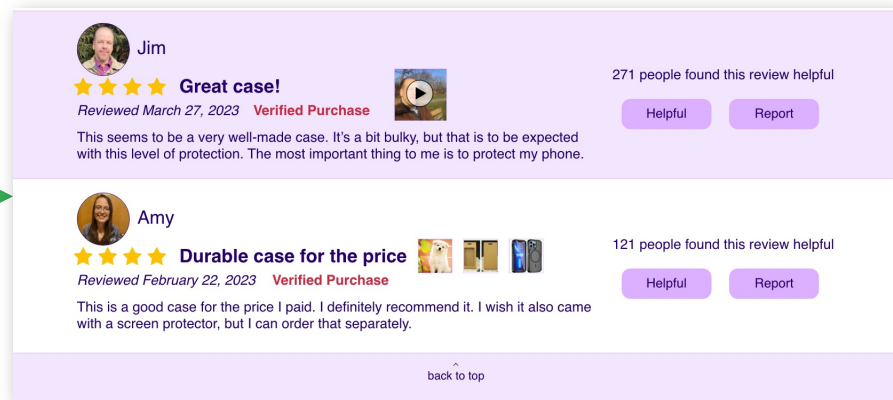 Jim
Great case!
271 people found this review helpful
Reviewed March 27, 2023 Verified Purchase
Helpful Report
This seems to be a very well-made case. It's a bit bulky, but that is to be expected
with this level of protection. The most important thing to me is to protect my phone.
Amy
Durable case for the price
121 people found this review helpful
Reviewed February 22, 2023 Verified Purchase
Helpful Report
This is a good case for the price I paid. I definitely recommend it. I wish it also came
with a screen protector, but I can order that separately.
back to top